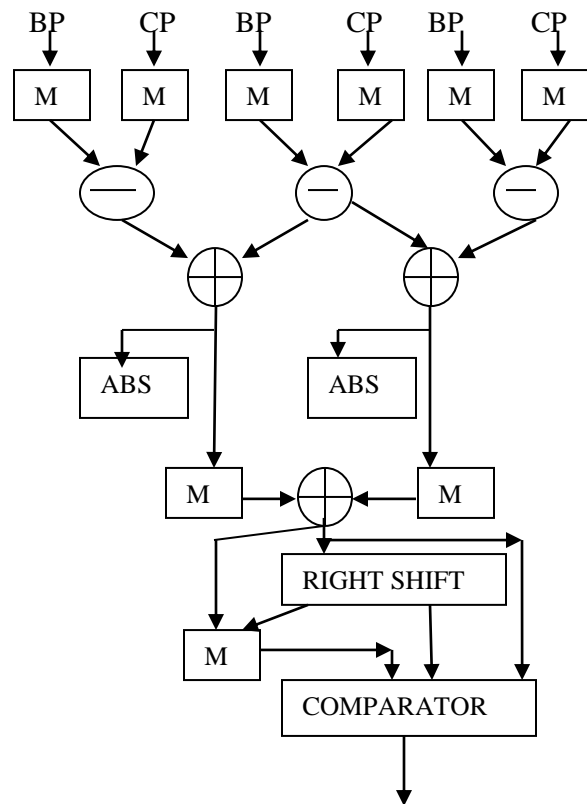 BP CP BP CP BP CP
M M M M M M
ABS ABS
M M
RIGHT SHIFT
M
COMPARATOR